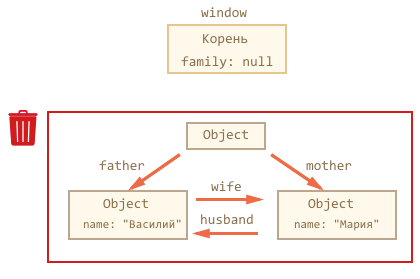 window
Корень
family: null
Object
father
mother
wife
Object
Object
husband
name: "Василий"
name: "Мария"